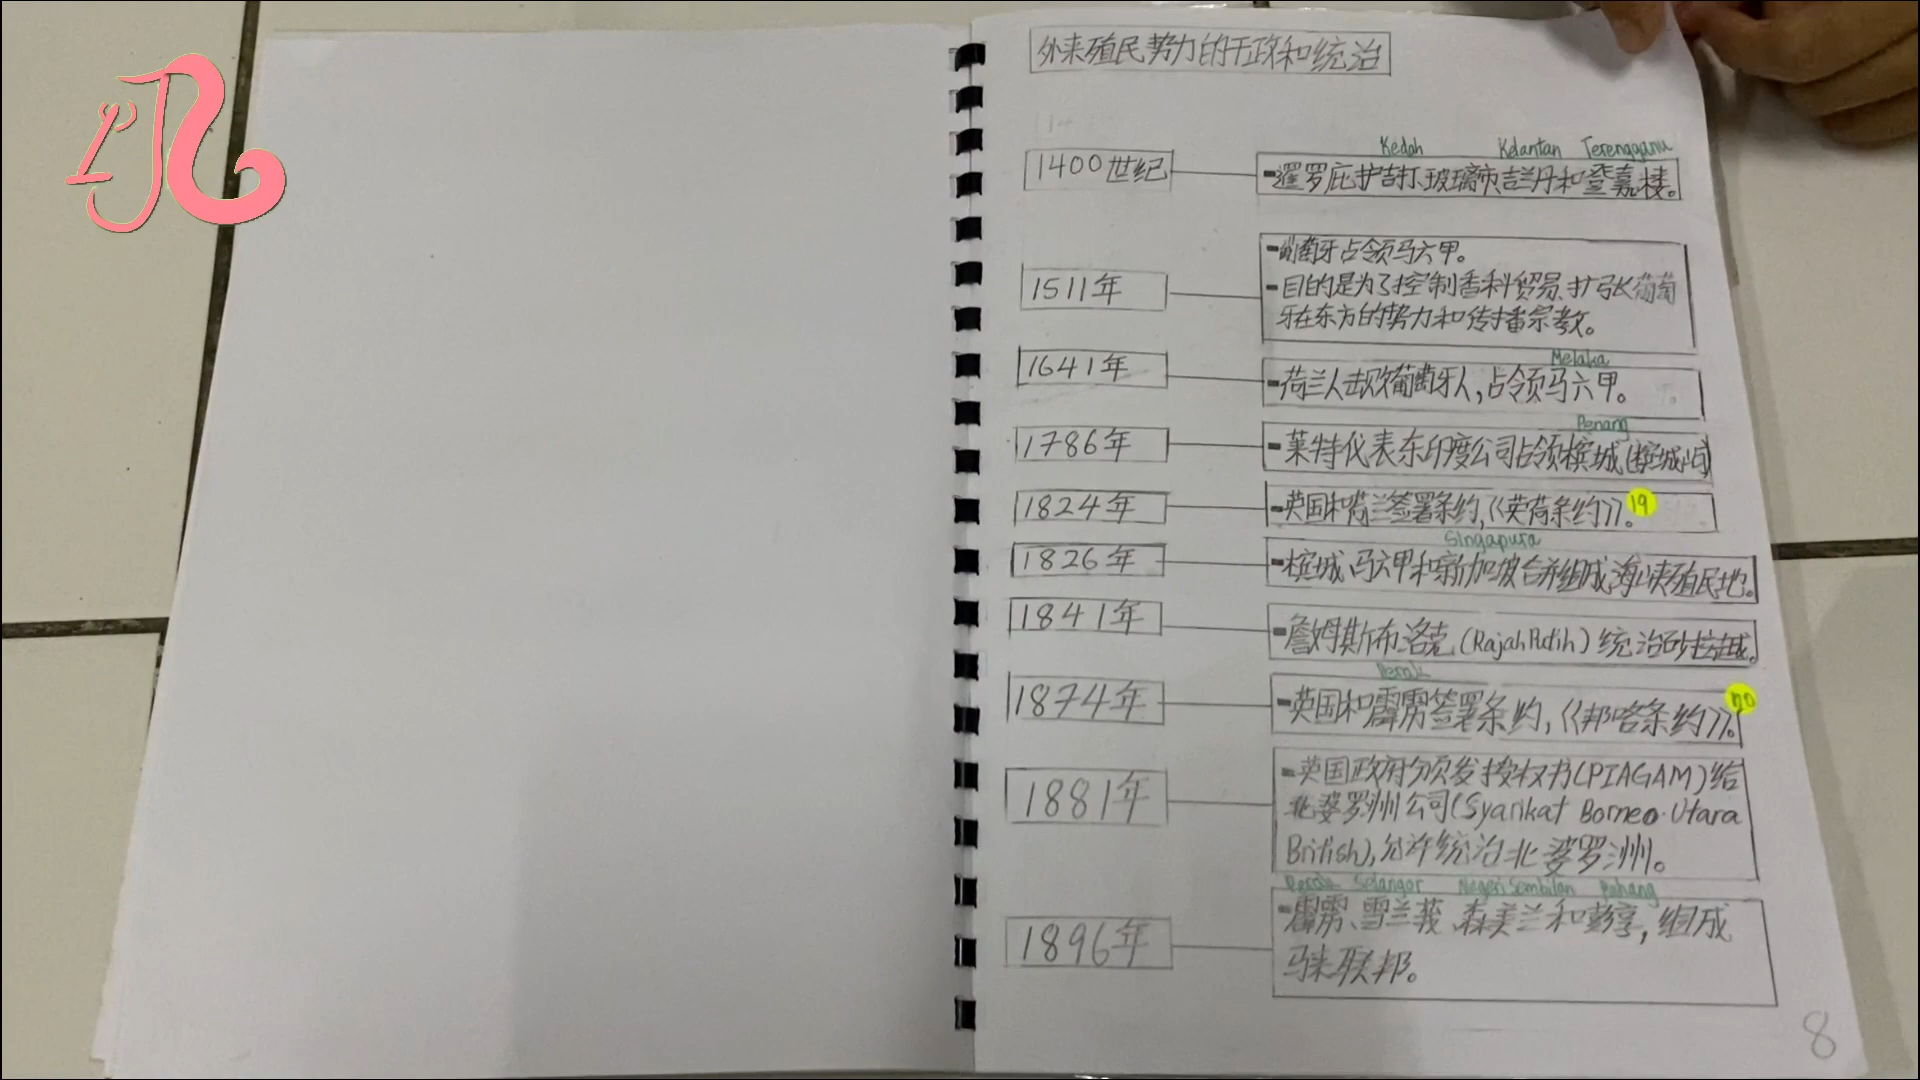 外来殖民势力的干政和统治
Kedah Kelantan Terengganu
1400世纪
-暹罗庇护吉打、玻璃市、吉兰丹和登嘉楼。
1511年
-葡萄牙占领马六甲。
-目的是为了控制香料贸易、扩张葡萄
牙在东方的势力和传播宗教。
Melaka
1641年
-荷兰人击败葡萄牙人,占领马六甲。
Penang
1786年
-莱特代表东印度公司占领槟城(槟城岛)
1824年
-英国和荷兰签署条约,《英荷条约》。
19
Singapura
1826年
-槟城、马六甲和新加坡合并组成海峡殖民地。
1841年
-詹姆斯布洛克(Rajah Putih)统治砂拉越。
Perak
1874年
-英国和霹雳签署条约,《邦咯条约》。
20
1881年
-英国政府颁发授权书(PIAGAM)给
北婆罗洲公司(Syarikat Borneo Utara
British),允许统治北婆罗洲。
Perak Selangor Negeri Sembilan Pahang
1896年
-霹雳、雪兰莪、森美兰和彭亨,组成
马来联邦。
8